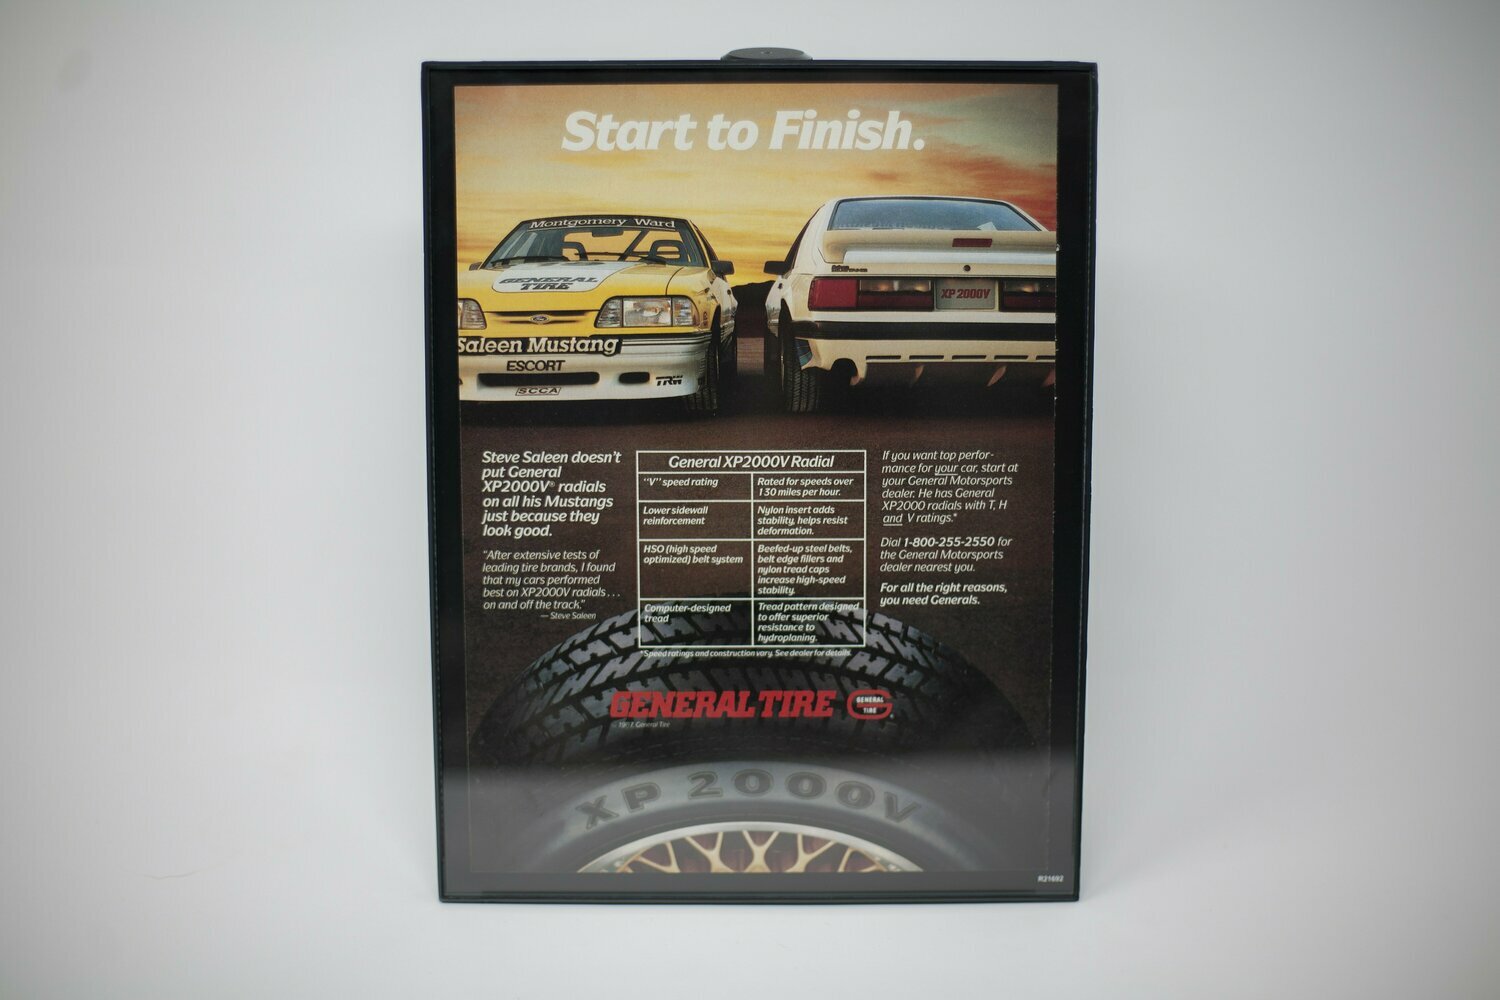 Start to Finish.
Montgomery Ward
GENERAL
TIRE
Saleen Mustang
ESCORT
SCCA
TRW
XP 2000V
Steve Saleen doesn't
put General
XP2000V® radials
on all his Mustangs
just because they
look good.
"After extensive tests of
leading tire brands, I found
that my cars performed
best on XP2000V radials...
on and off the track."
— Steve Saleen
General XP2000V Radial
"V" speed rating
Rated for speeds over
130 miles per hour.
Lower sidewall
reinforcement
Nylon insert adds
stability, helps resist
deformation.
HSO (high speed
optimized) belt system
Beefed-up steel belts,
belt edge fillers and
nylon tread caps
increase high-speed
stability.
Computer-designed
tread
Tread pattern designed
to offer superior
resistance to
hydroplaning.
*Speed ratings and construction vary. See dealer for details.
If you want top perfor-
mance for your car, start at
your General Motorsports
dealer. He has General
XP2000 radials with T, H
and V ratings.*
Dial 1-800-255-2550 for
the General Motorsports
dealer nearest you.
For all the right reasons,
you need Generals.
GENERAL TIRE
GENERAL
TIRE
1987 General Tire
XP 2000V
R21692